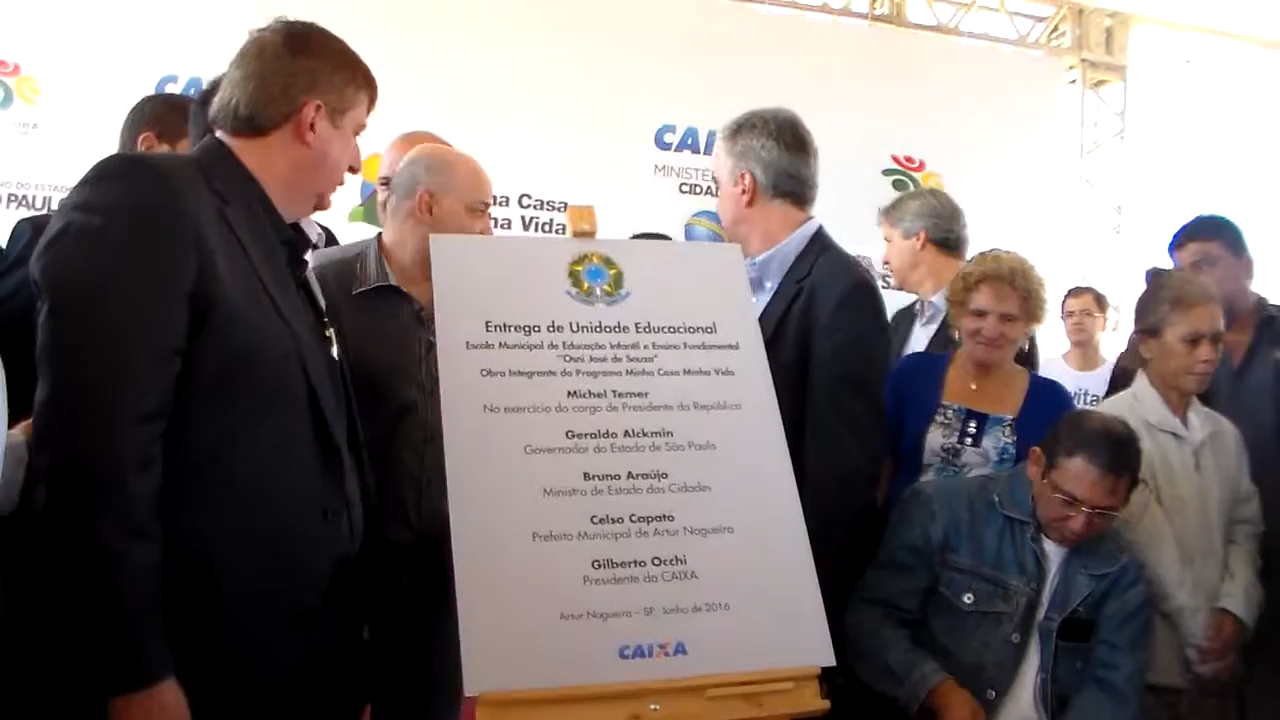 CAIXA
PAULO
na Casa
ha Vida
CAI
MINISTÉR
CIDA
vita
Entrega de Unidade Educacional
Escola Municipal de Educação Infantil e Ensino Fundamental
"Osni José de Souza"
Obra Integrante do Programa Minha Casa Minha Vida
Michel Temer
No exercício do cargo de Presidente da República
Geraldo Alckmin
Governador do Estado de São Paulo
Bruno Araújo
Ministro de Estado das Cidades
Celso Capato
Prefeito Municipal de Artur Nogueira
Gilberto Occhi
Presidente da CAIXA
Artur Nogueira – SP, Junho de 2016
CAIXA